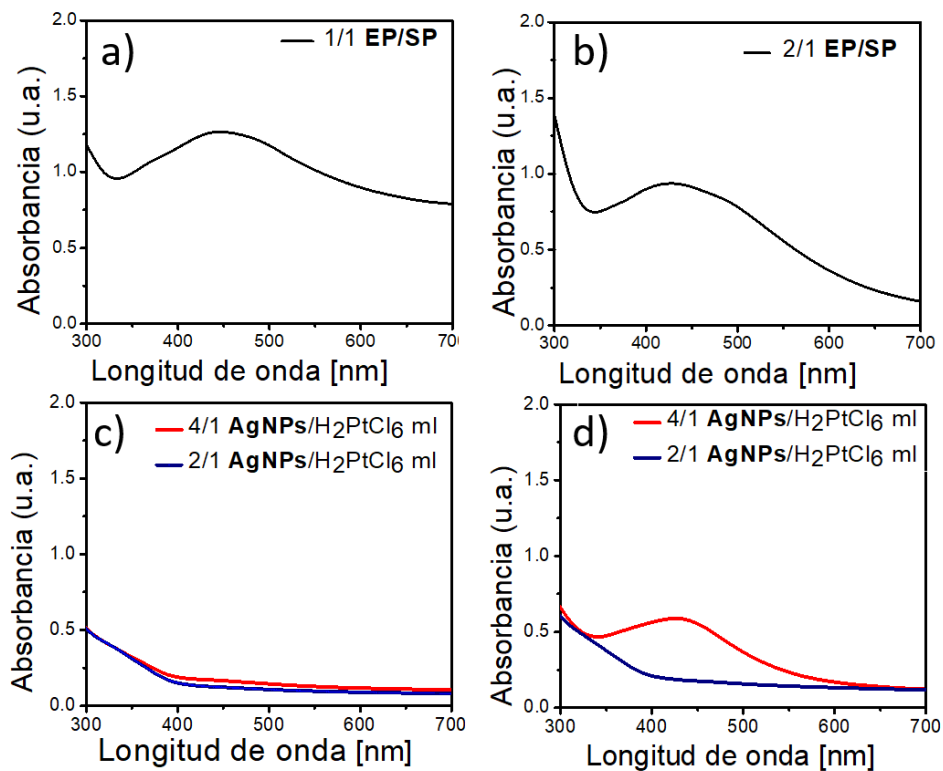 a)
1/1 EP/SP
Absorbancia (u.a.)
2.0
1.5
1.0
0.5
0.0
300 400 500 600 700
Longitud de onda [nm]
b)
2/1 EP/SP
Absorbancia (u.a.)
2.0
1.5
1.0
0.5
0.0
300 400 500 600 700
Longitud de onda [nm]
c)
4/1 AgNPs/H2PtCl6 ml
2/1 AgNPs/H2PtCl6 ml
Absorbancia (u.a.)
2.0
1.5
1.0
0.5
0.0
300 400 500 600 700
Longitud de onda [nm]
d)
4/1 AgNPs/H2PtCl6 ml
2/1 AgNPs/H2PtCl6 ml
Absorbancia (u.a.)
2.0
1.5
1.0
0.5
0.0
300 400 500 600 700
Longitud de onda [nm]